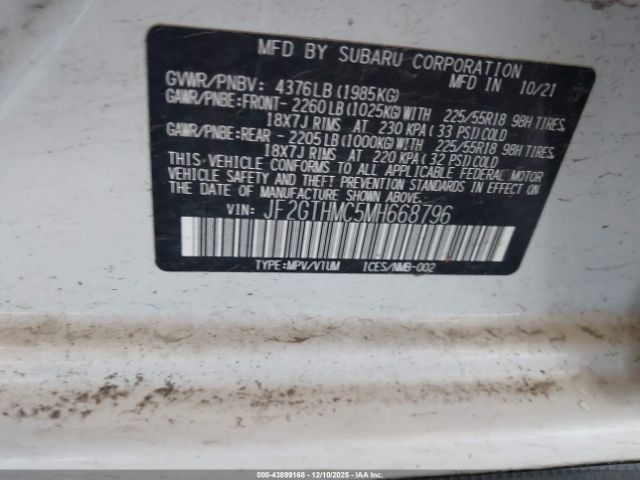 MFD BY SUBARU CORPORATION
GVWR/PNBV: 4376LB(1985KG) MFD IN 10/21
GAWR/PNBE:FRONT- 2260LB(1025KG)WITH 225/55R18 98H TIRES,
18X7J RIMS AT 230 KPA(33 PSI)COLD
GAWR/PNBE:REAR - 2205LB(1000KG)WITH 225/55R18 98H TIRES,
18X7J RIMS AT 220 KPA(32 PSI)COLD
THIS VEHICLE CONFORMS TO ALL APPLICABLE FEDERAL MOTOR
VEHICLE SAFETY AND THEFT PREVENTION STANDARDS IN EFFECT ON
THE DATE OF MANUFACTURE SHOWN ABOVE.
VIN: JF2GTHMC5MH668796
TYPE:MPV/VTUM ICES/NMB-002
000-43899168 - 12/10/2025 - IAAI.COM